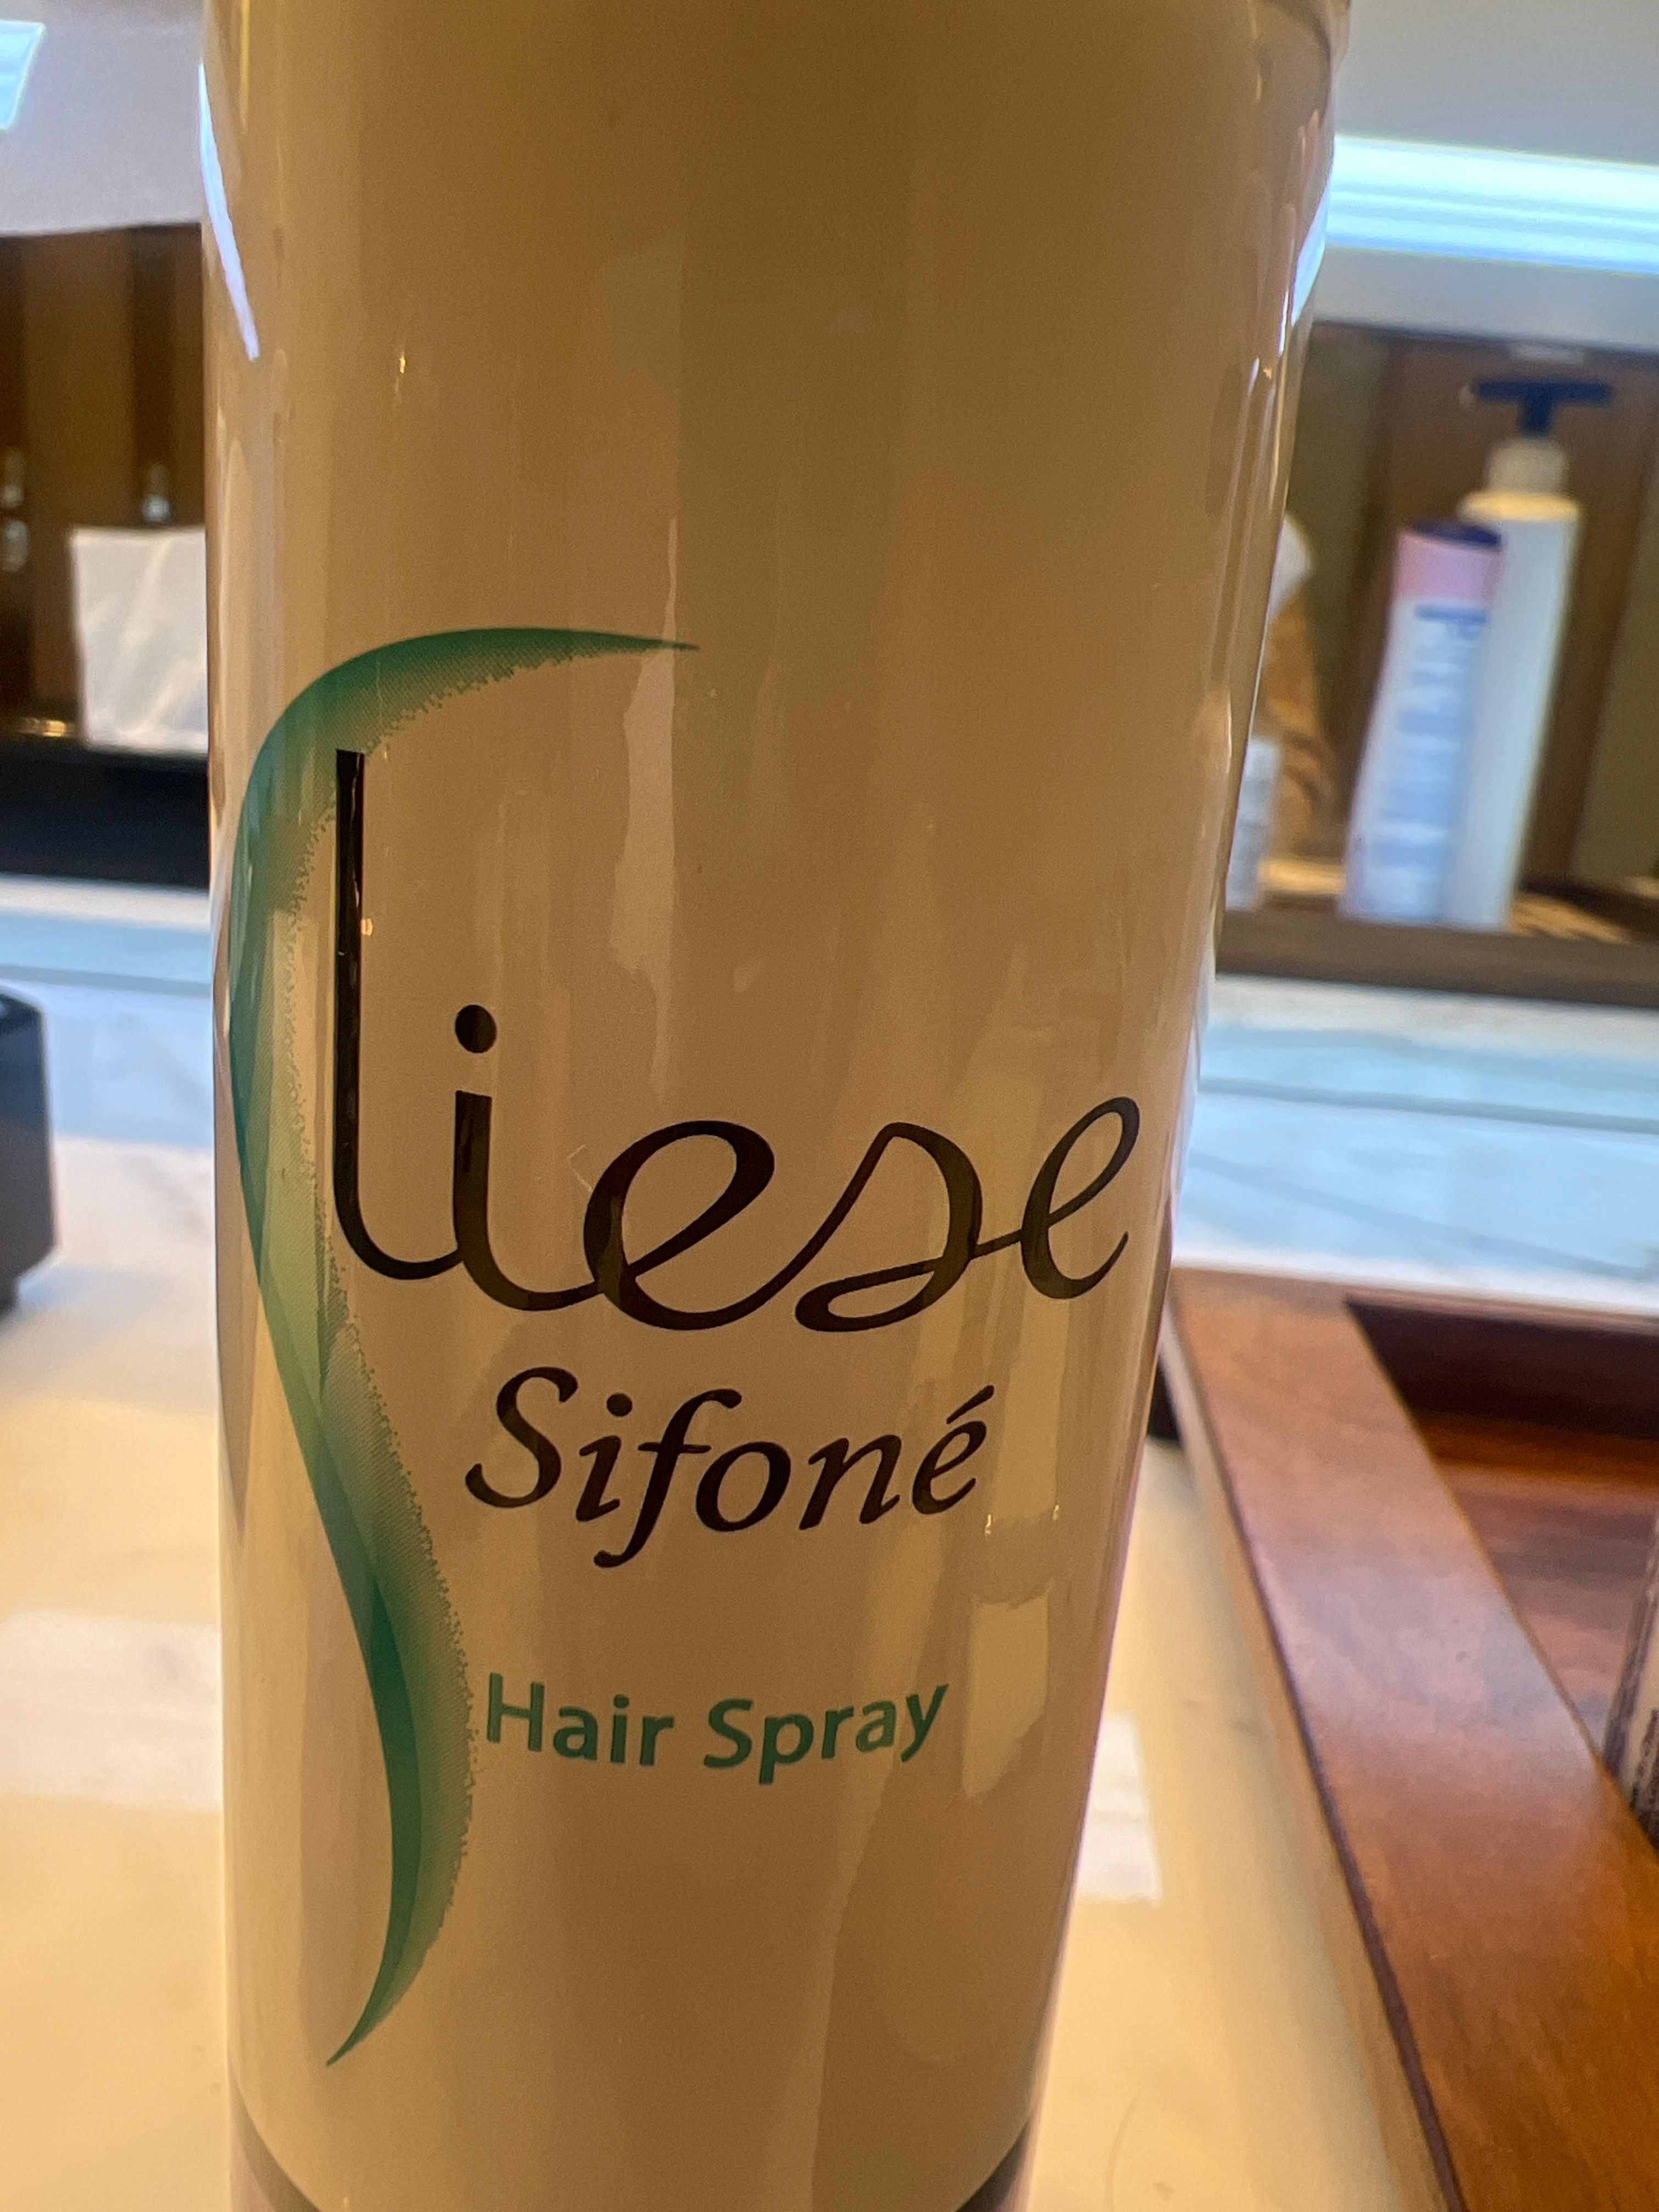 liese
Sifoné
Hair Spray